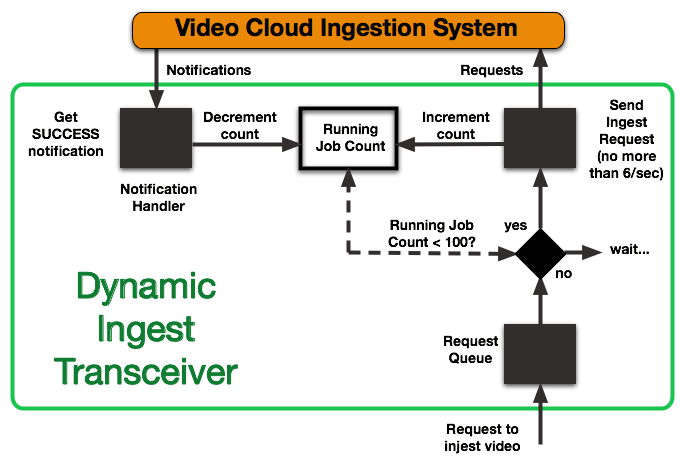 Video Cloud Ingestion System
Notifications
Requests
Get
SUCCESS
notification
Decrement
count
Running
Job Count
Increment
count
Send
Ingest
Request
(no more
than 6/sec)
Notification
Handler
Running Job
Count < 100?
yes
wait...
no
Dynamic
Ingest
Transceiver
Request
Queue
Request to
injest video